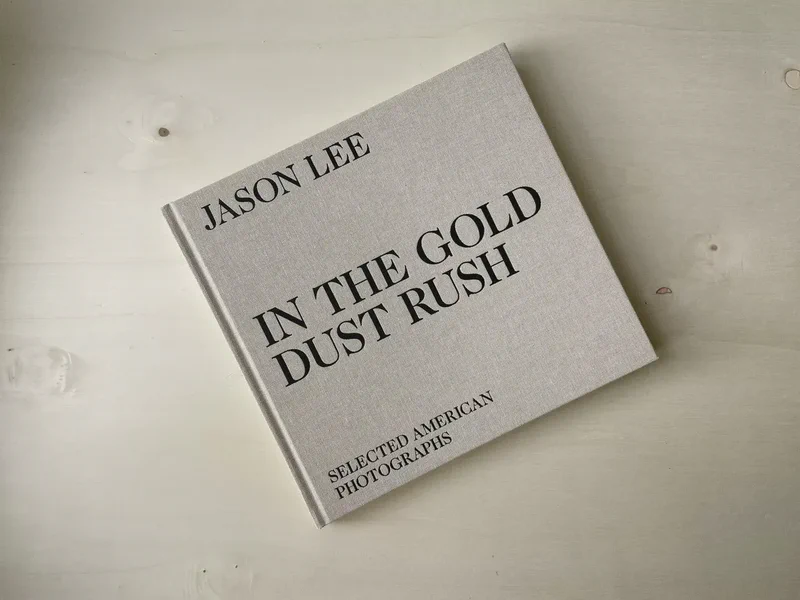 JASON LEE
IN THE GOLD
DUST RUSH
SELECTED AMERICAN
PHOTOGRAPHS